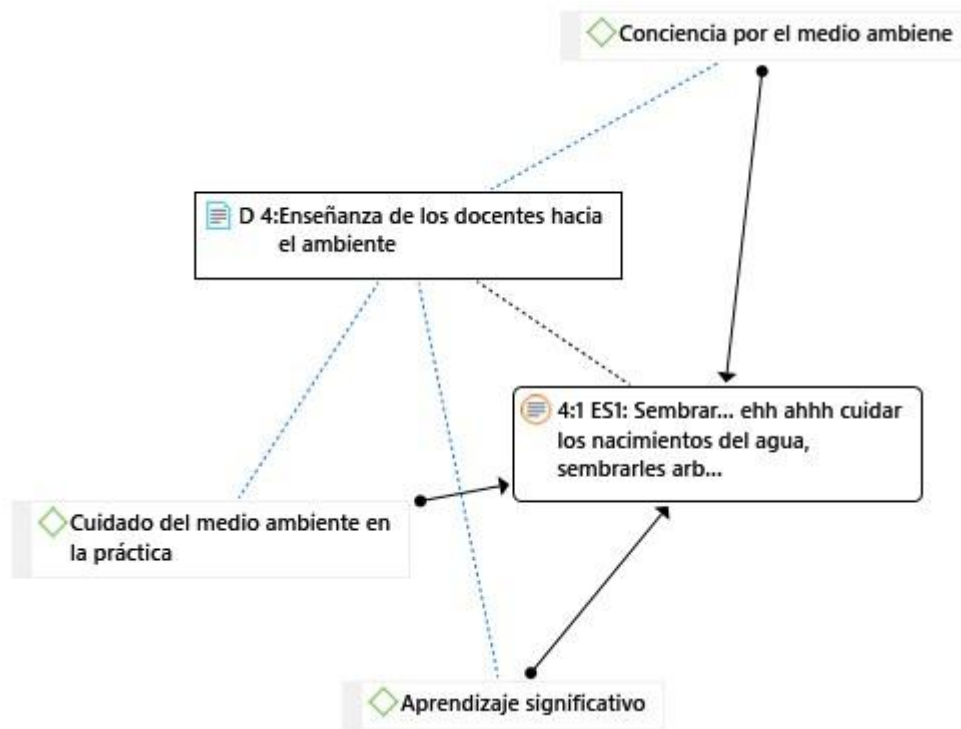 Conciencia por el medio ambiene
D 4:Enseñanza de los docentes hacia
el ambiente
4:1 ES1: Sembrar... ehh ahhh cuidar
los nacimientos del agua,
sembrarles arb...
Cuidado del medio ambiente en
la práctica
Aprendizaje significativo